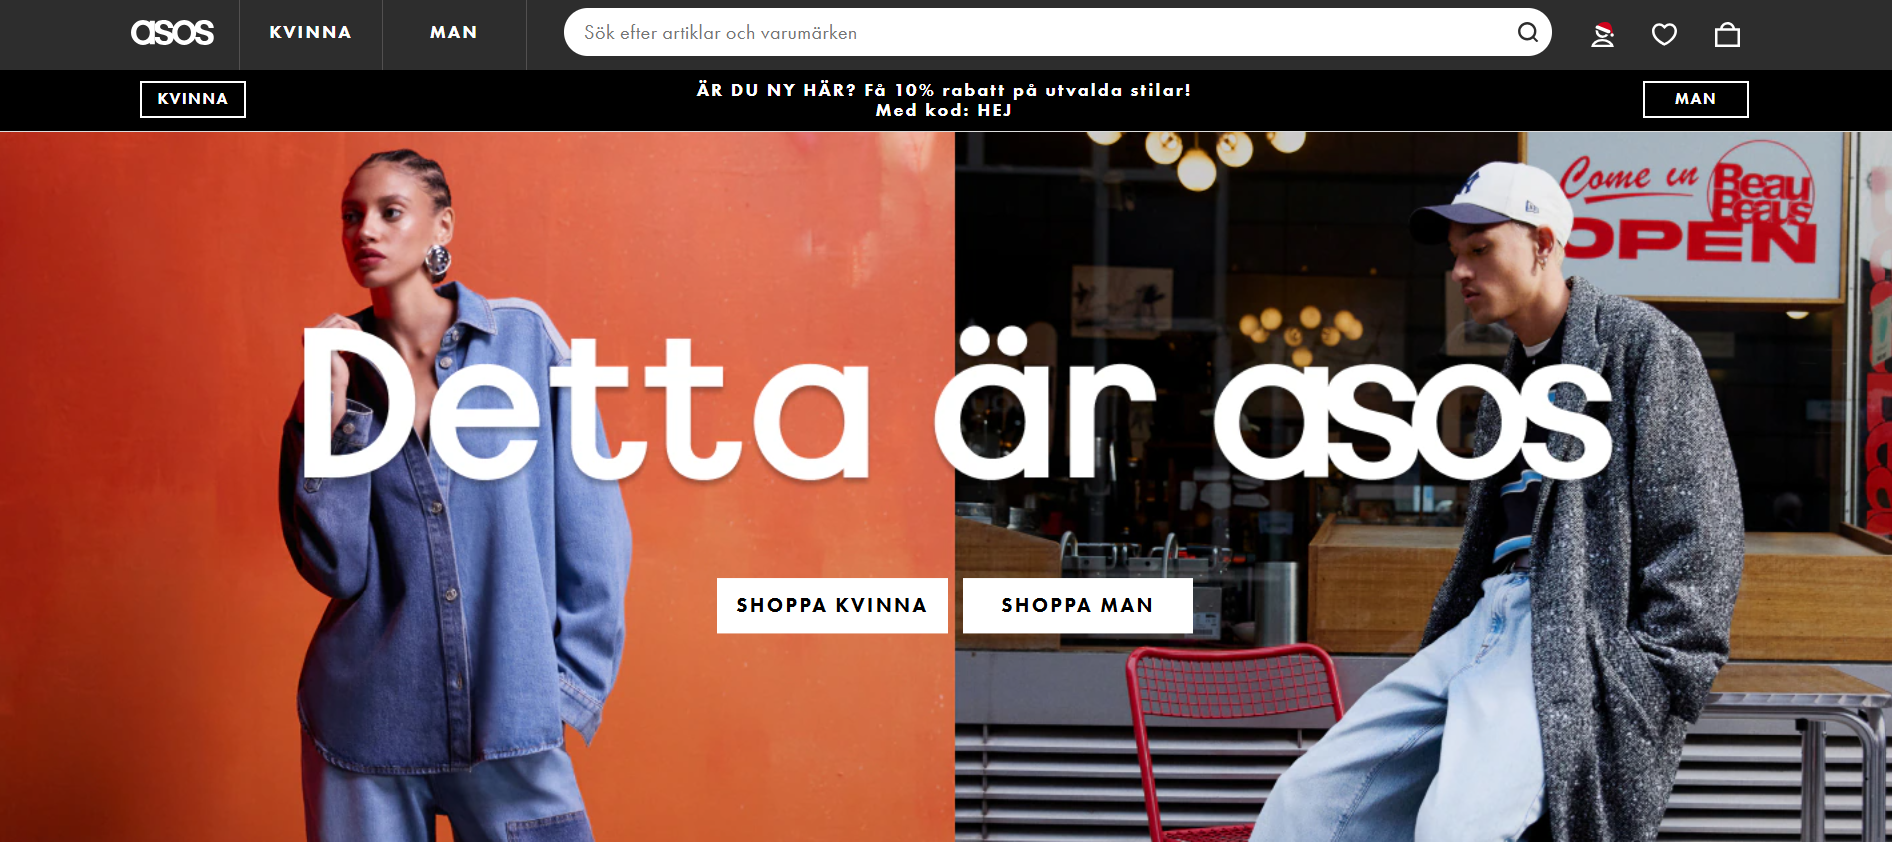 asos
KVINNA
MAN
Sök efter artiklar och varumärken
KVINNA
ÄR DU NY HÄR? Få 10% rabatt på utvalda stilar!
Med kod: HEJ
MAN
Come in
Beau
Beaus
OPEN
Detta är asos
SHOPPA KVINNA
SHOPPA MAN